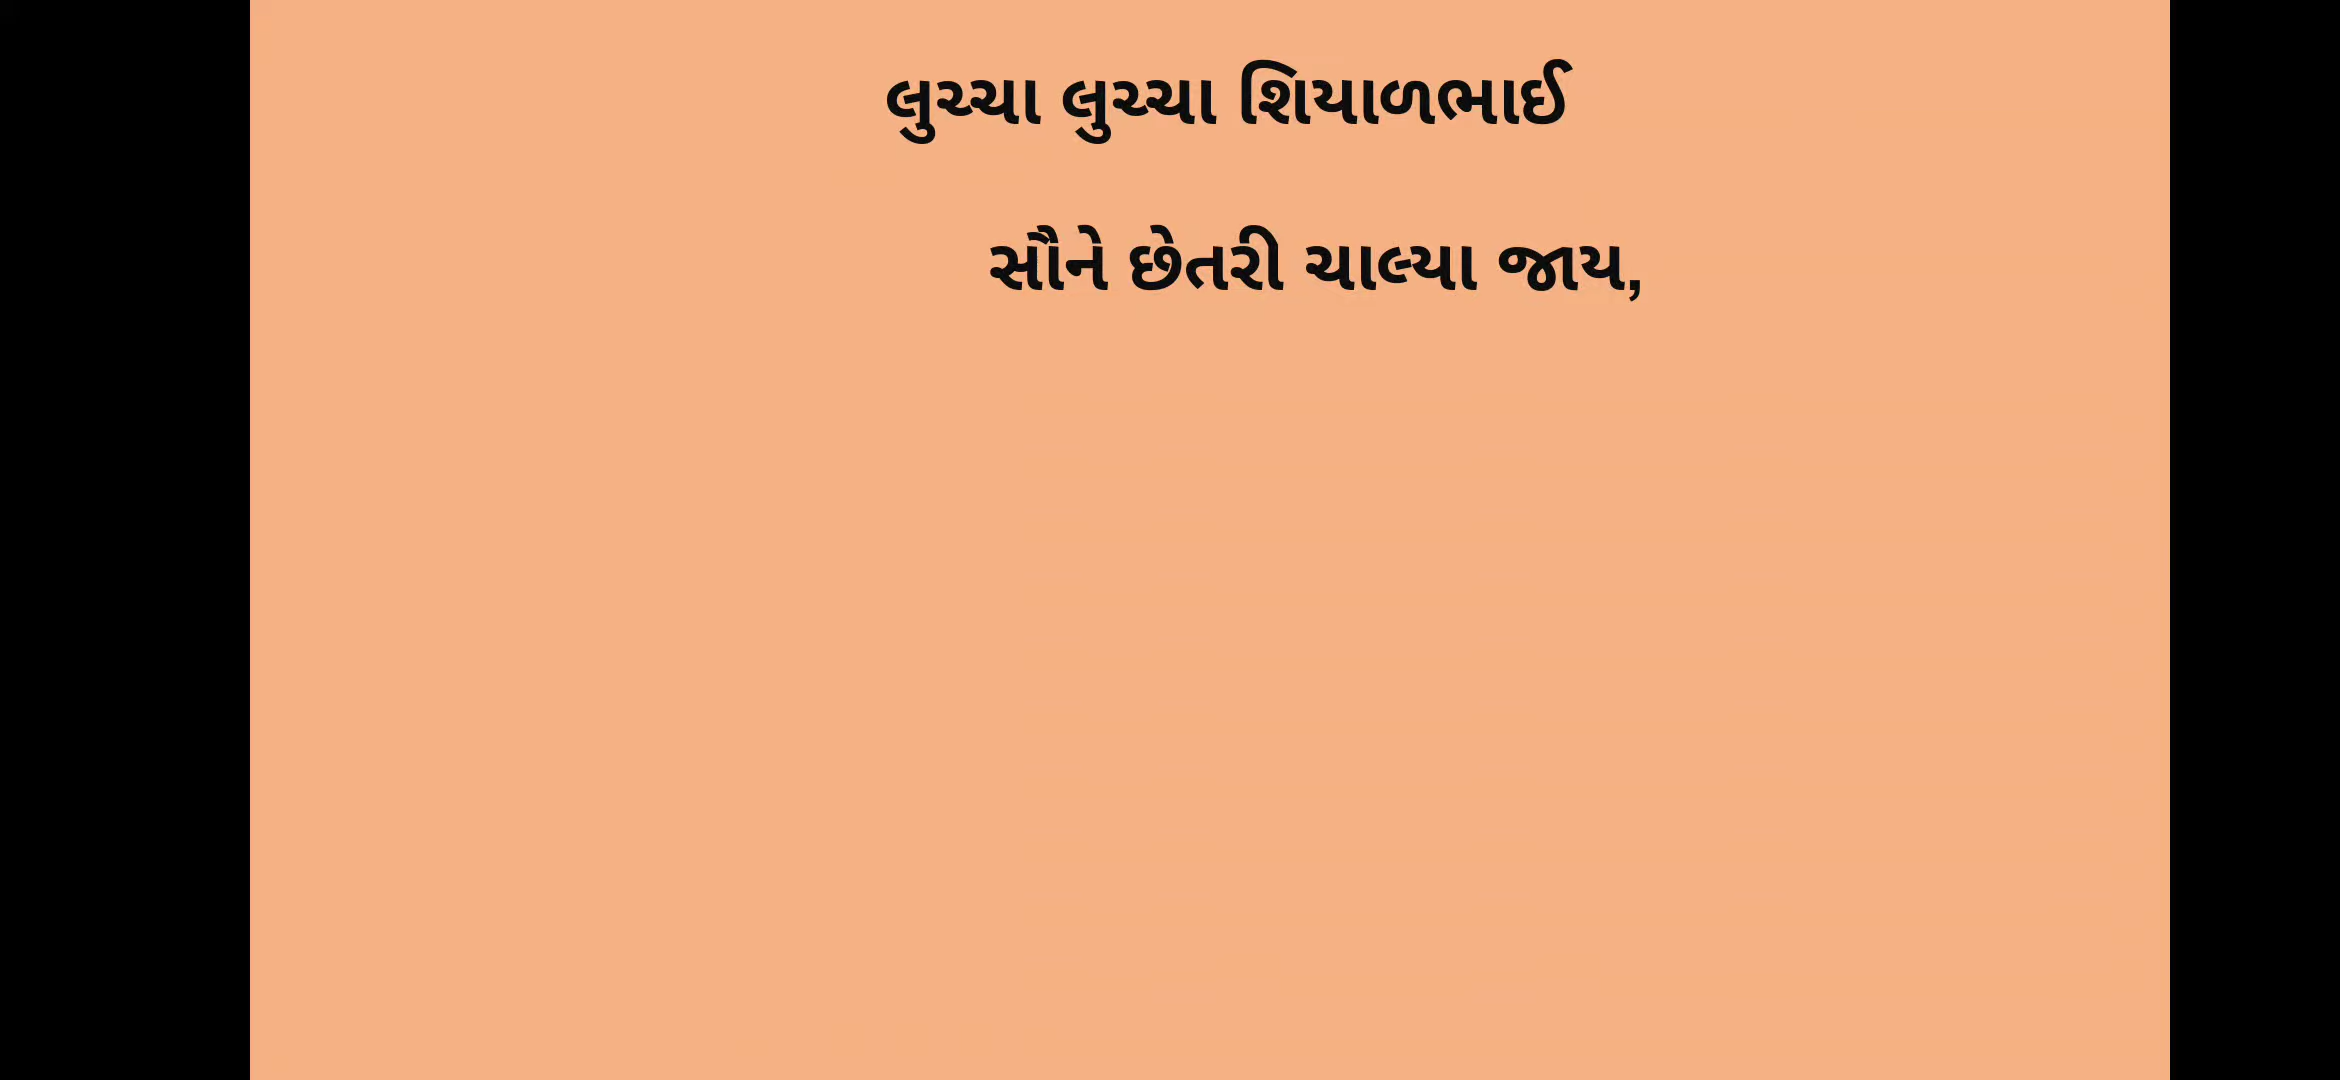 લુચ્ચા લુચ્ચા શિયાળભાઈ
સૌને છેતરી ચાલ્યા જાય,